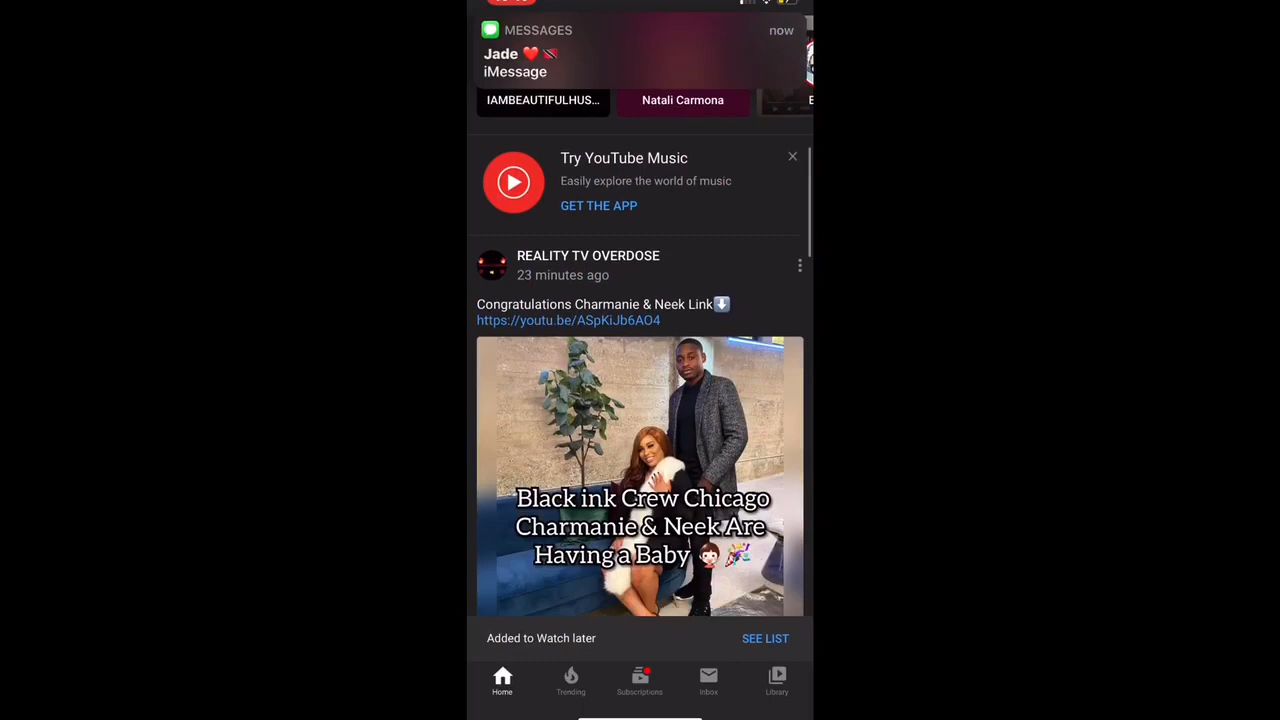 MESSAGES
now
Jade ❤️🇹🇹
iMessage
IAMBEAUTIFULHUS...
Natali Carmona
E
Try YouTube Music
Easily explore the world of music
GET THE APP
REALITY TV OVERDOSE
23 minutes ago
Congratulations Charmanie & Neek Link⬇️
https://youtu.be/ASpKiJb6AO4
Black ink Crew Chicago
Charmanie & Neek Are
Having a Baby
Added to Watch later
SEE LIST
Home
Trending
Subscriptions
Inbox
Library